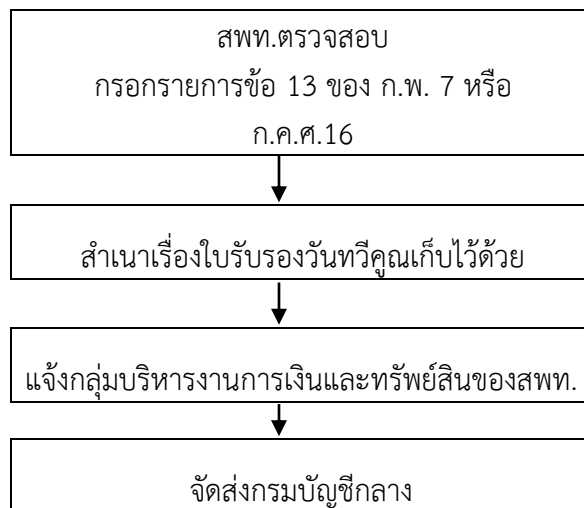 สพท.ตรวจสอบ
กรอกรายการข้อ 13 ของ ก.พ. 7 หรือ
ก.ค.ศ.16
สำเนาเรื่องใบรับรองวันทวีคูณเก็บไว้ด้วย
แจ้งกลุ่มบริหารงานการเงินและทรัพย์สินของสพท.
จัดส่งกรมบัญชีกลาง